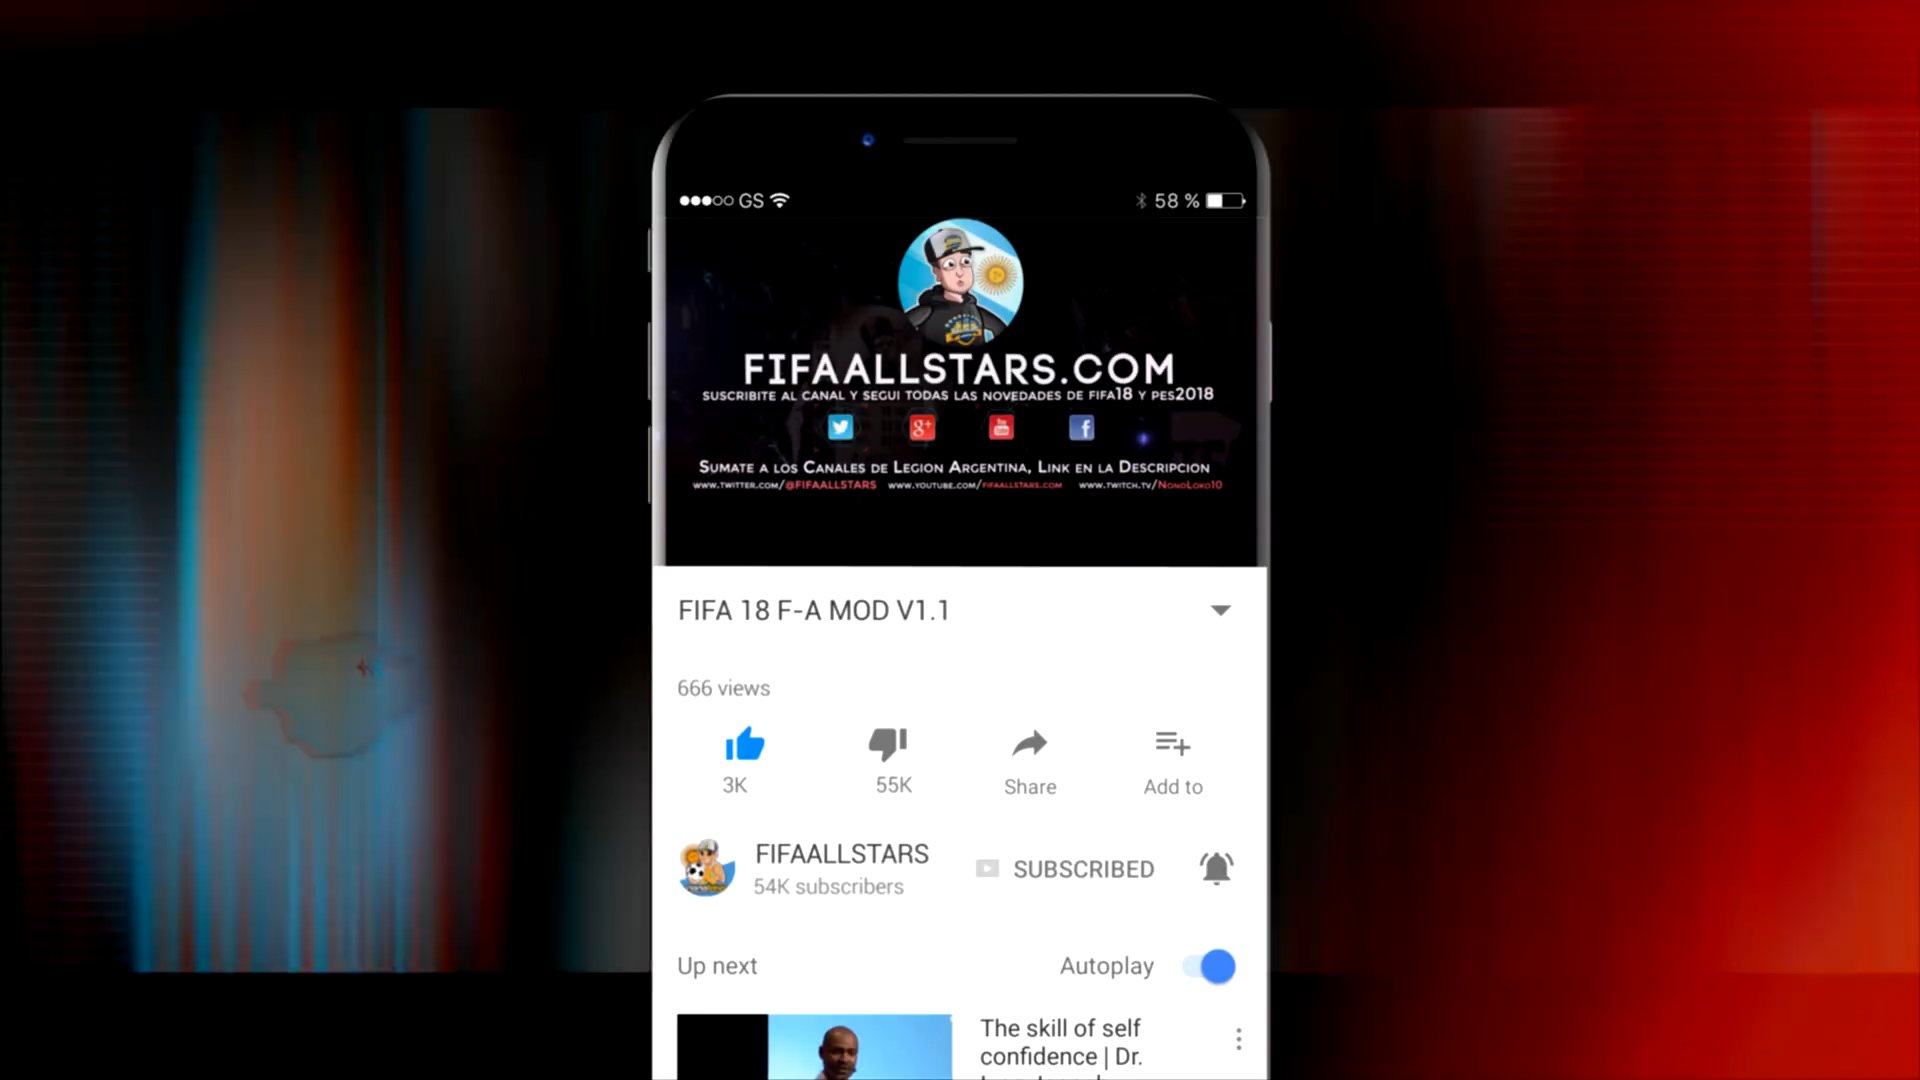 GS
58 %
FIFAALLSTARS.COM
SUSCRIBITE AL CANAL Y SEGUI TODAS LAS NOVEDADES DE FIFA18 Y PES2018
g+
You
Tube
f
SUMATE A LOS CANALES DE LEGION ARGENTINA, LINK EN LA DESCRIPCION
WWW.TWITTER.COM/@FIFAALLSTARS WWW.YOUTUBE.COM/FIFAALLSTARS.COM WWW.TWITCH.TV/NONOLOKO10
FIFA 18 F-A MOD V1.1
666 views
3K 55K Share Add to
FIFAALLSTARS
54K subscribers
SUBSCRIBED
Up next Autoplay
The skill of self
confidence | Dr.